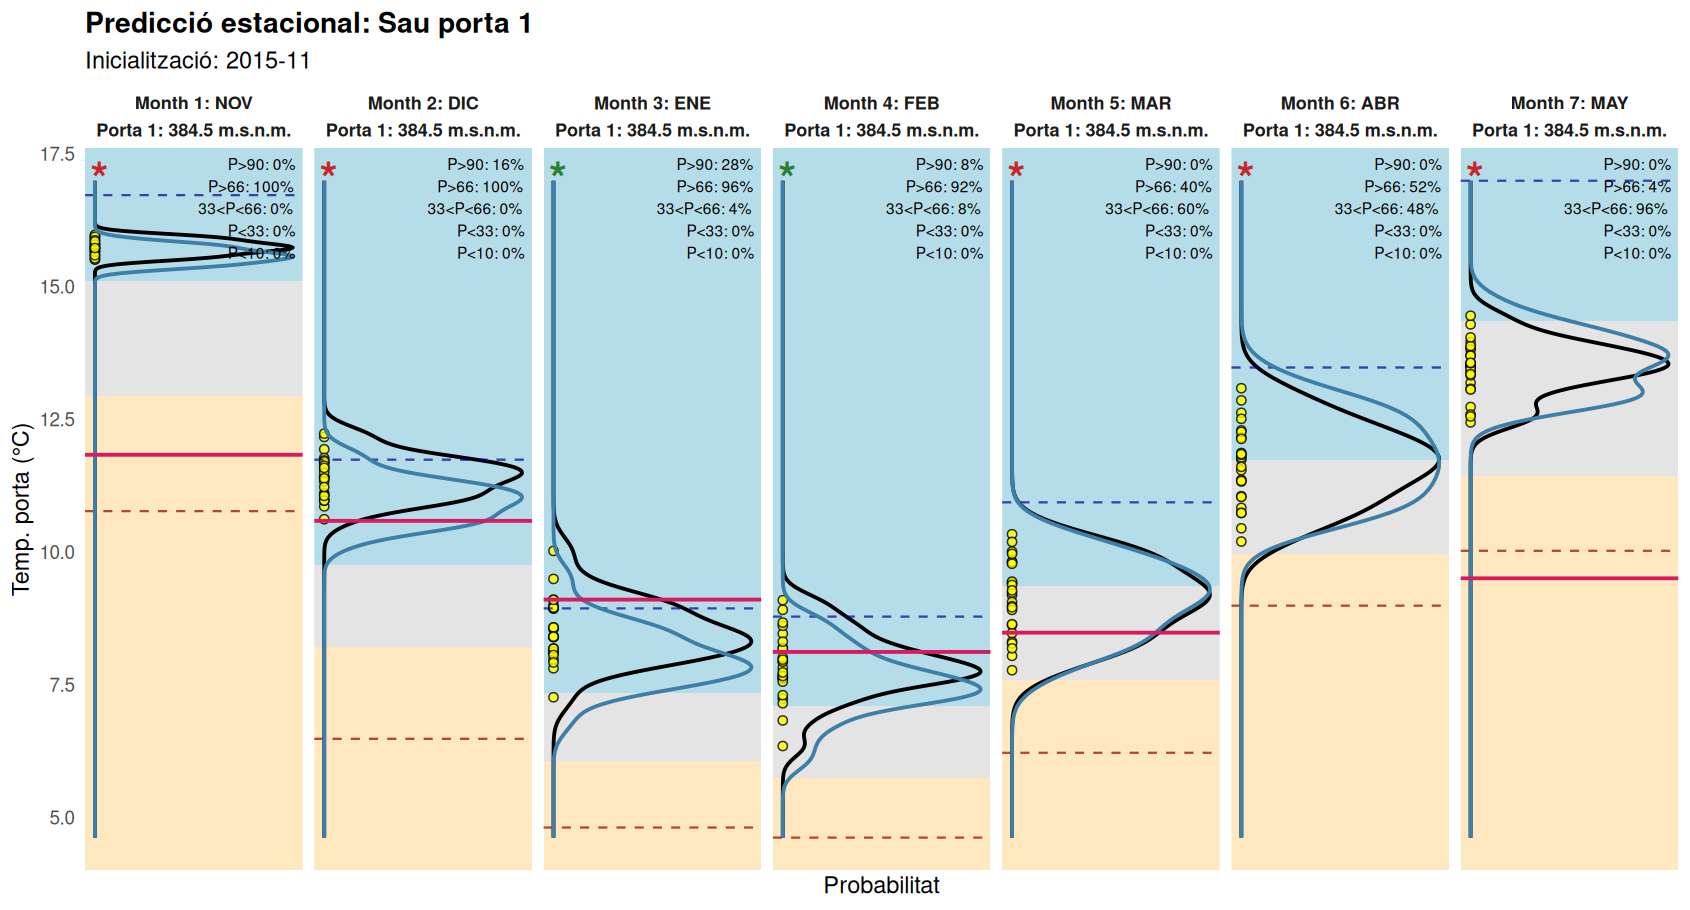 Predicció estacional: Sau porta 1
Inicialització: 2015-11
Month 1: NOV
Porta 1: 384.5 m.s.n.m.
Month 2: DIC
Porta 1: 384.5 m.s.n.m.
Month 3: ENE
Porta 1: 384.5 m.s.n.m.
Month 4: FEB
Porta 1: 384.5 m.s.n.m.
Month 5: MAR
Porta 1: 384.5 m.s.n.m.
Month 6: ABR
Porta 1: 384.5 m.s.n.m.
Month 7: MAY
Porta 1: 384.5 m.s.n.m.
Temp. porta (°C)
17.5
15.0
12.5
10.0
7.5
5.0
*
P>90: 0%
P>66: 100%
33<P<66: 0%
P<33: 0%
P<10: 0%
*
P>90: 16%
P>66: 100%
33<P<66: 0%
P<33: 0%
P<10: 0%
*
P>90: 28%
P>66: 96%
33<P<66: 4%
P<33: 0%
P<10: 0%
*
P>90: 8%
P>66: 92%
33<P<66: 8%
P<33: 0%
P<10: 0%
*
P>90: 0%
P>66: 40%
33<P<66: 60%
P<33: 0%
P<10: 0%
*
P>90: 0%
P>66: 52%
33<P<66: 48%
P<33: 0%
P<10: 0%
*
P>90: 0%
P>66: 4%
33<P<66: 96%
P<33: 0%
P<10: 0%
Probabilitat